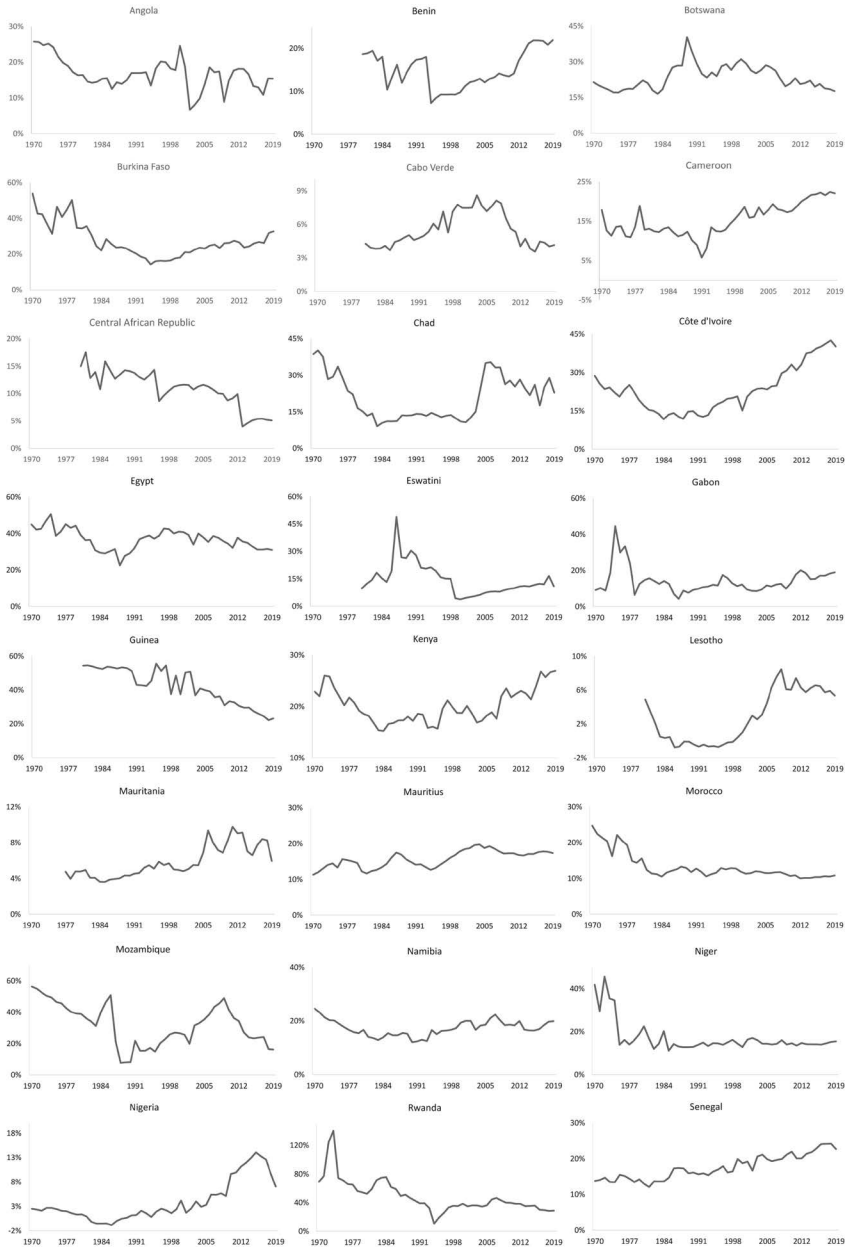 Angola
30%
20%
10%
0%
1970 1977 1984 1991 1998 2005 2012 2019
Benin
20%
10%
0%
1970 1977 1984 1991 1998 2005 2012 2019
Botswana
45%
30%
15%
0%
1970 1977 1984 1991 1998 2005 2012 2019
Burkina Faso
60%
40%
20%
0%
1970 1977 1984 1991 1998 2005 2012 2019
Cabo Verde
9%
6%
3%
0%
1970 1977 1984 1991 1998 2005 2012 2019
Cameroon
25%
15%
5%
-5%
1970 1977 1984 1991 1998 2005 2012 2019
Central African Republic
20%
15%
10%
5%
0%
1970 1977 1984 1991 1998 2005 2012 2019
Chad
45%
30%
15%
0%
1970 1977 1984 1991 1998 2005 2012 2019
Côte d'Ivoire
45%
30%
15%
0%
1970 1977 1984 1991 1998 2005 2012 2019
Egypt
60%
40%
20%
0%
1970 1977 1984 1991 1998 2005 2012 2019
Eswatini
60%
45%
30%
15%
0%
1970 1977 1984 1991 1998 2005 2012 2019
Gabon
60%
40%
20%
0%
1970 1977 1984 1991 1998 2005 2012 2019
Guinea
60%
40%
20%
0%
1970 1977 1984 1991 1998 2005 2012 2019
Kenya
30%
20%
10%
1970 1977 1984 1991 1998 2005 2012 2019
Lesotho
10%
6%
2%
-2%
1970 1977 1984 1991 1998 2005 2012 2019
Mauritania
12%
8%
4%
0%
1970 1977 1984 1991 1998 2005 2012 2019
Mauritius
30%
20%
10%
0%
1970 1977 1984 1991 1998 2005 2012 2019
Morocco
30%
20%
10%
0%
1970 1977 1984 1991 1998 2005 2012 2019
Mozambique
60%
40%
20%
0%
1970 1977 1984 1991 1998 2005 2012 2019
Namibia
40%
20%
0%
1970 1977 1984 1991 1998 2005 2012 2019
Niger
40%
20%
0%
1970 1977 1984 1991 1998 2005 2012 2019
Nigeria
18%
13%
8%
3%
-2%
1970 1977 1984 1991 1998 2005 2012 2019
Rwanda
120%
80%
40%
0%
1970 1977 1984 1991 1998 2005 2012 2019
Senegal
30%
20%
10%
0%
1970 1977 1984 1991 1998 2005 2012 2019